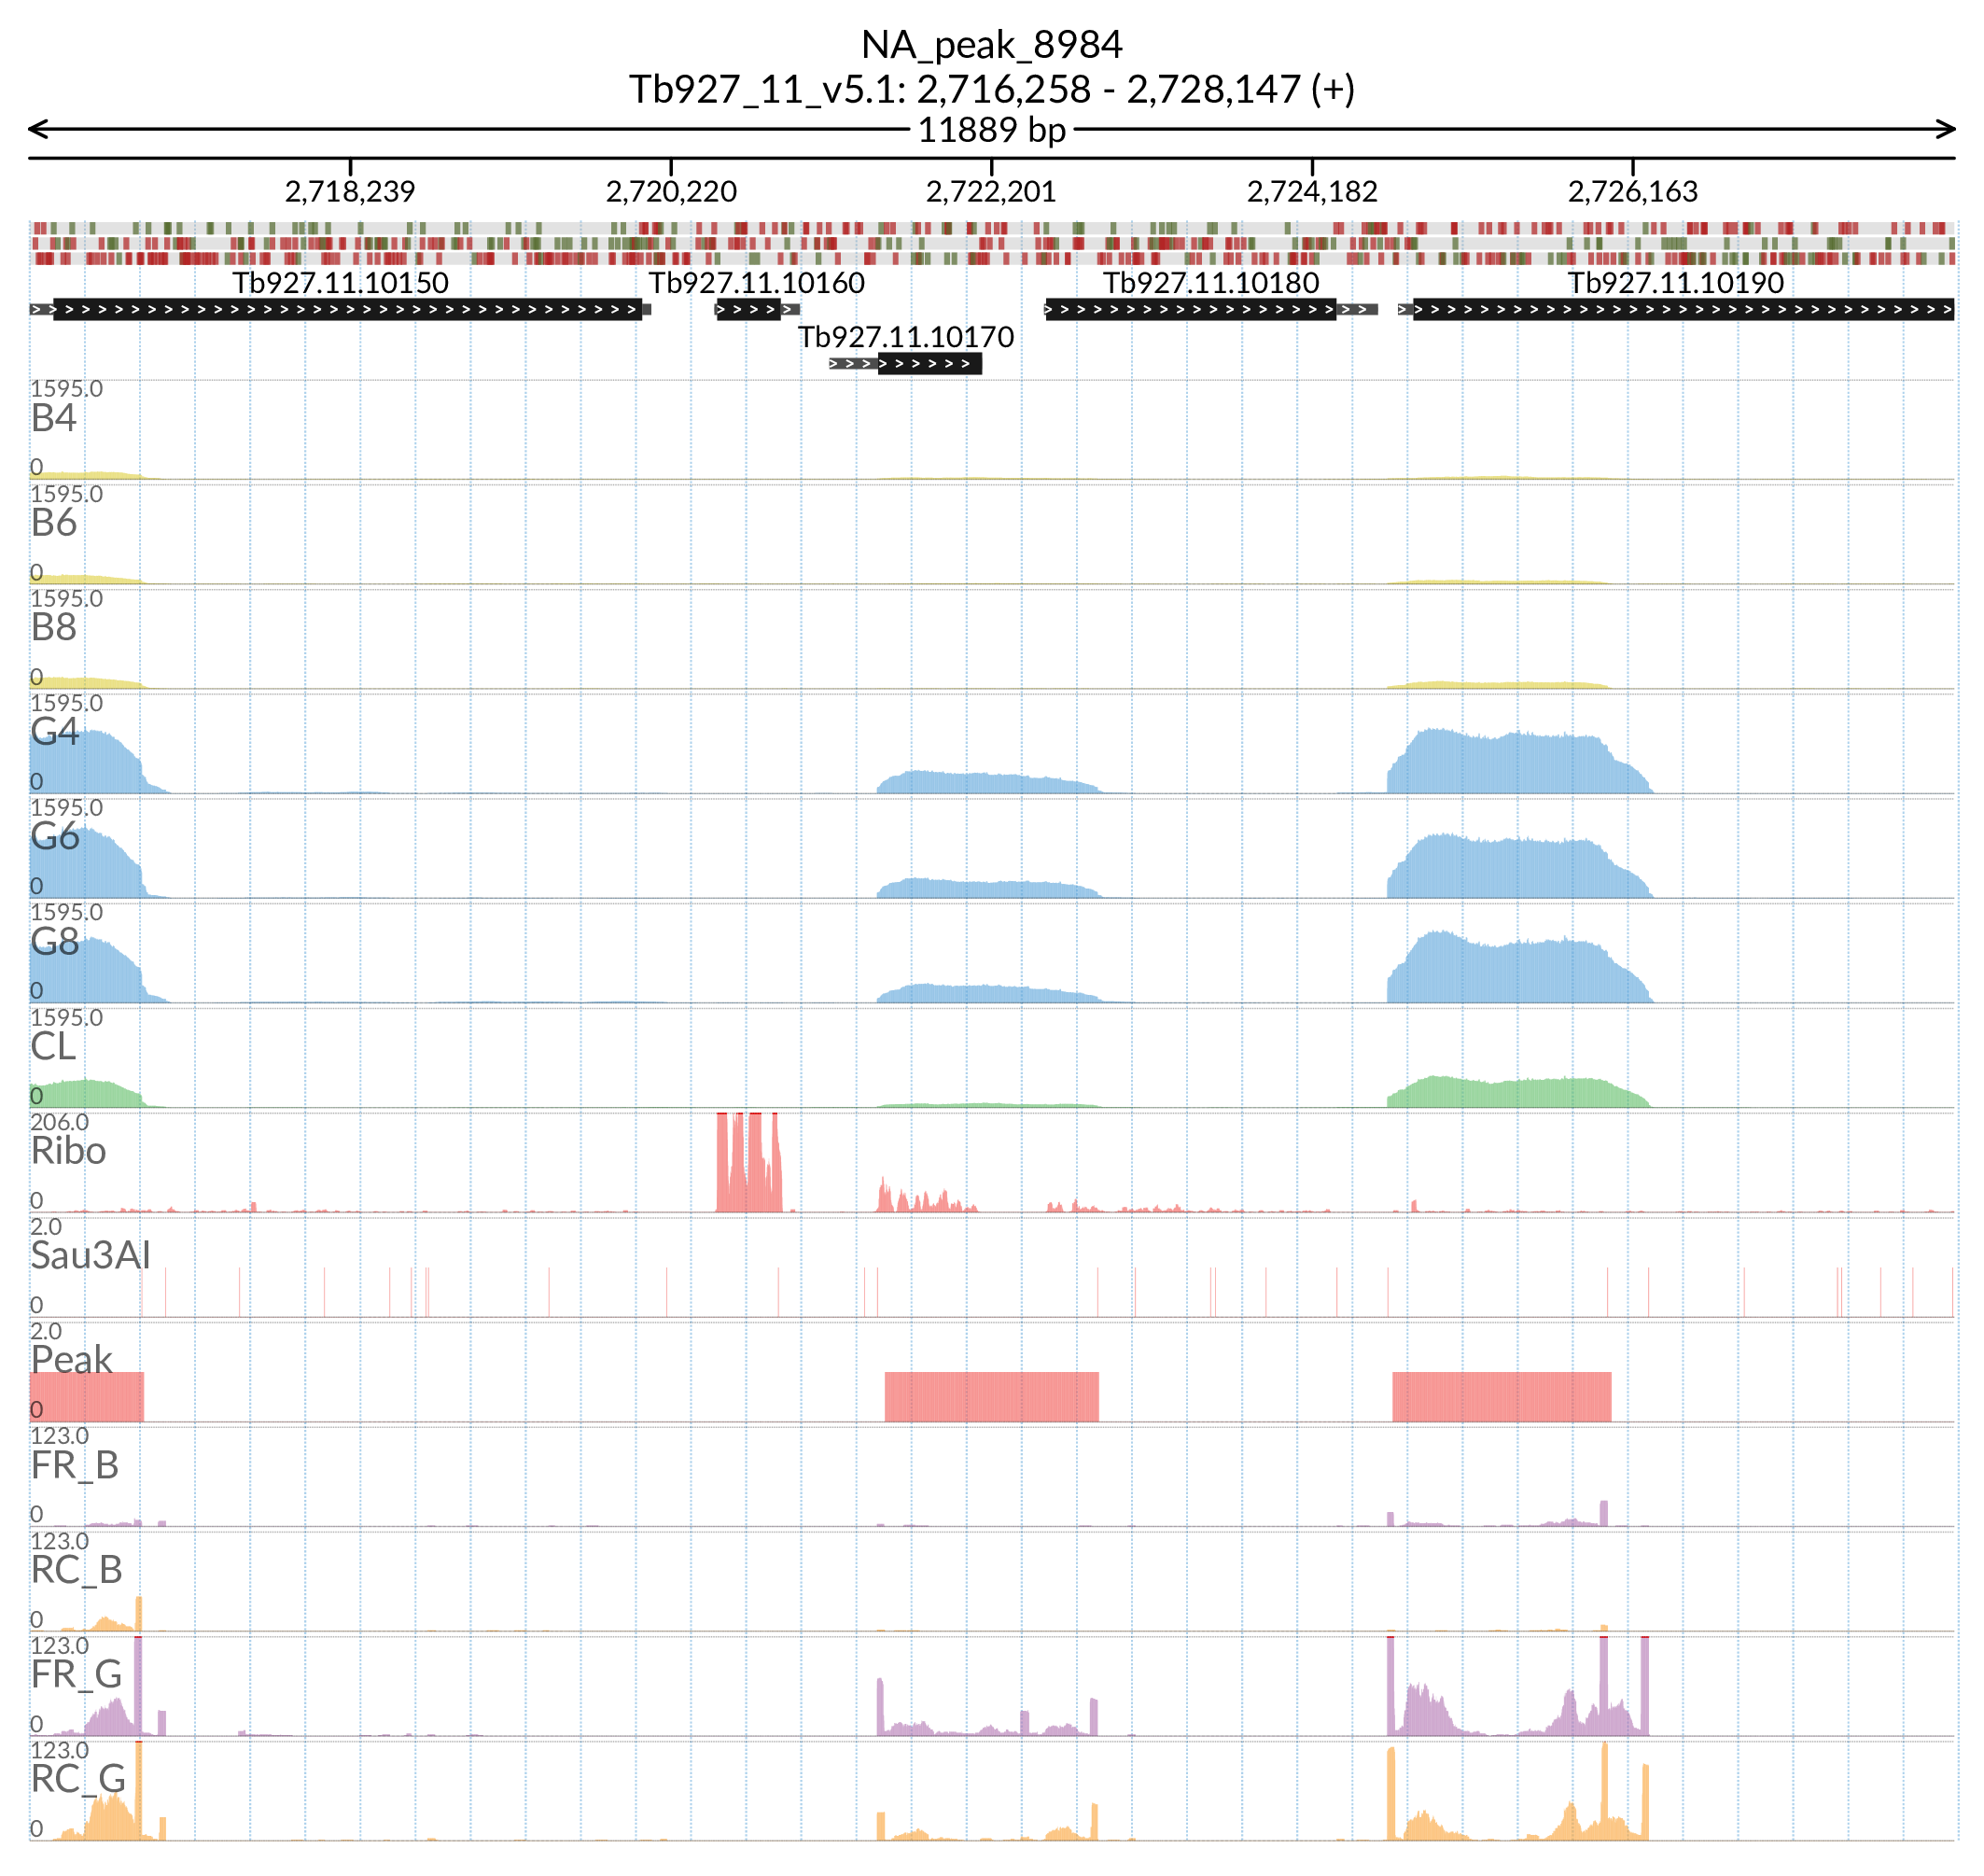 NA_peak_8984
Tb927_11_v5.1: 2,716,258 - 2,728,147 (+)
11889 bp
2,718,239 2,720,220 2,722,201 2,724,182 2,726,163
Tb927.11.10150 Tb927.11.10160 Tb927.11.10180 Tb927.11.10190
Tb927.11.10170
1595.0
B4
0
1595.0
B6
0
1595.0
B8
0
1595.0
G4
0
1595.0
G6
0
1595.0
G8
0
1595.0
CL
0
206.0
Ribo
0
2.0
Sau3AI
0
2.0
Peak
0
123.0
FR_B
0
123.0
RC_B
0
123.0
FR_G
0
123.0
RC_G
0